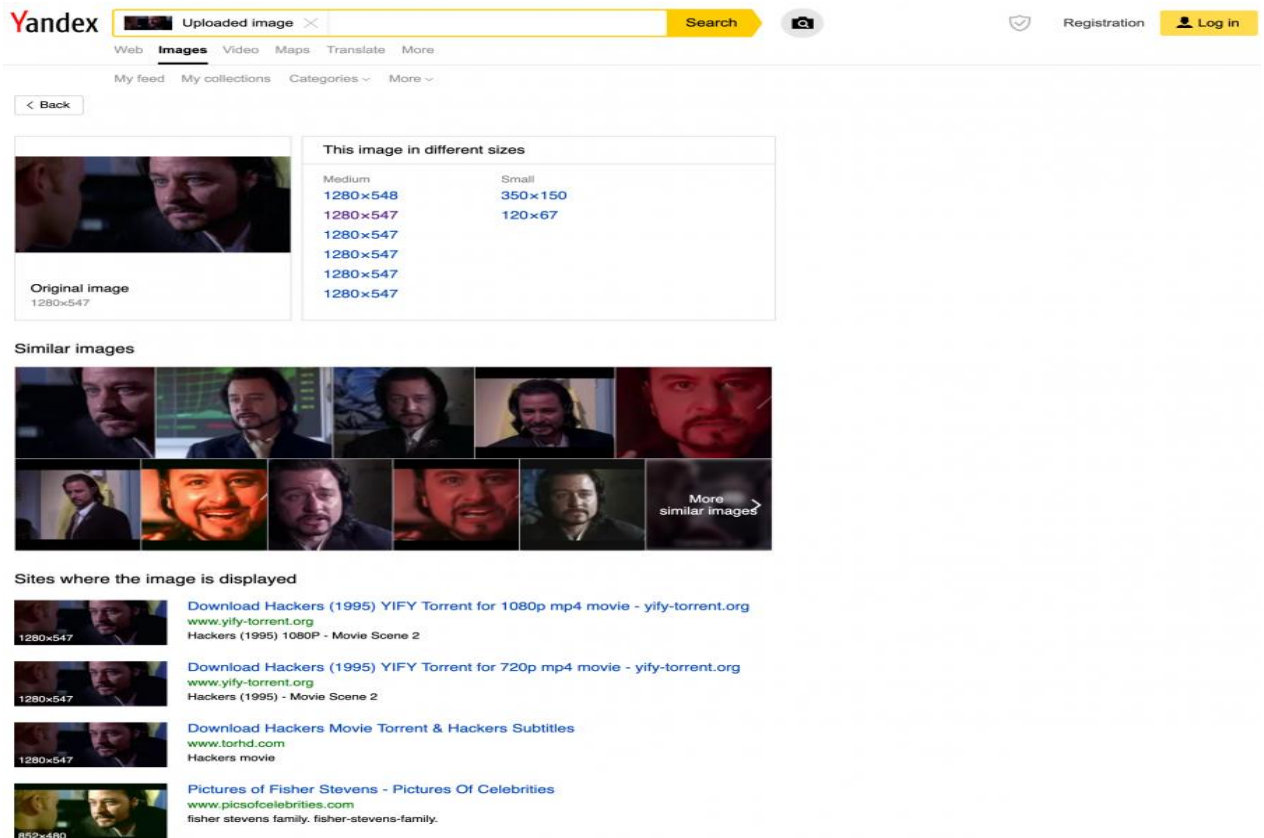 Yandex
Uploaded image
Search
Registration
Log in
Web Images Video Maps Translate More
My feed My collections Categories More
< Back
This image in different sizes
Medium Small
1280×548 350×150
1280×547 120×67
1280×547
1280×547
1280×547
1280×547
Original image
1280×547
Similar images
More
similar images
Sites where the image is displayed
Download Hackers (1995) YIFY Torrent for 1080p mp4 movie - yify-torrent.org
www.yify-torrent.org
Hackers (1995) 1080P - Movie Scene 2
1280×547
Download Hackers (1995) YIFY Torrent for 720p mp4 movie - yify-torrent.org
www.yify-torrent.org
Hackers (1995) - Movie Scene 2
1280×547
Download Hackers Movie Torrent & Hackers Subtitles
www.torhd.com
Hackers movie
1280×547
Pictures of Fisher Stevens - Pictures Of Celebrities
www.picsofcelebrities.com
fisher stevens family. fisher-stevens-family.
852×480